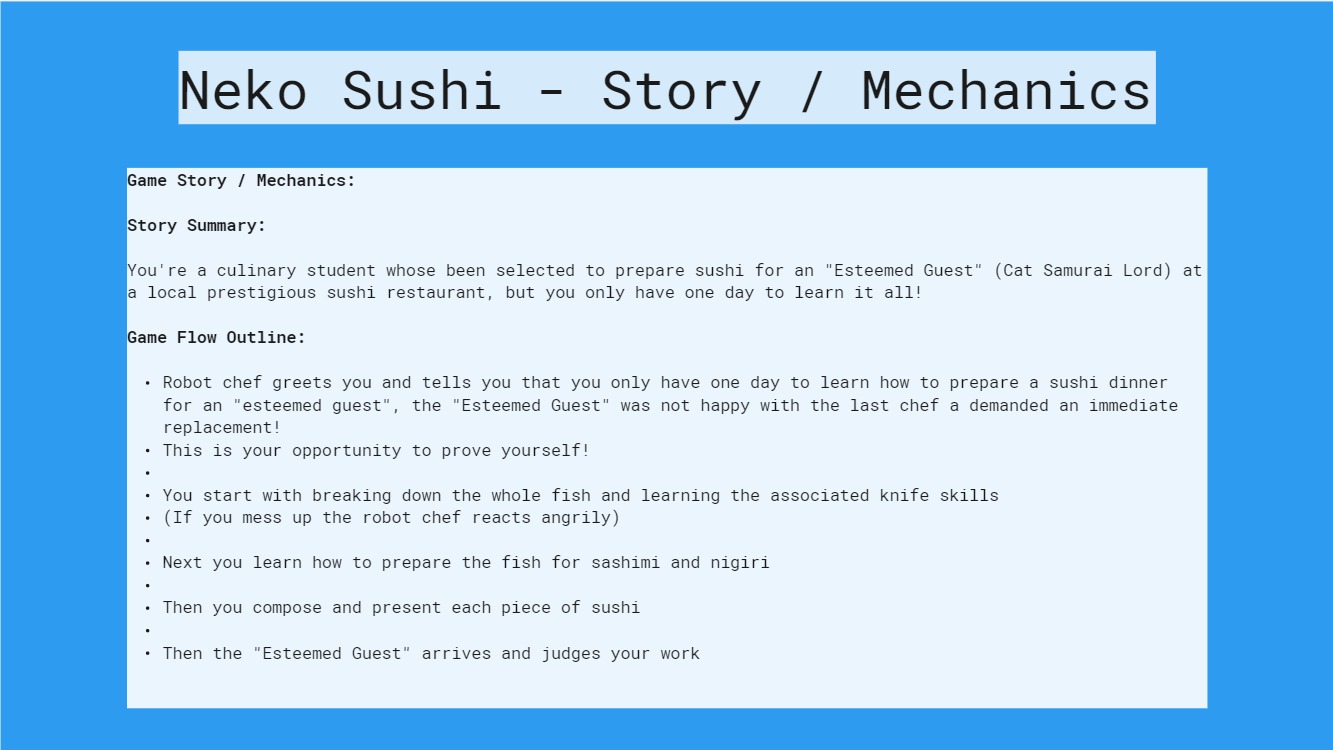 Neko Sushi - Story / Mechanics
Game Story / Mechanics:
Story Summary:
You're a culinary student whose been selected to prepare sushi for an "Esteemed Guest" (Cat Samurai Lord) at
a local prestigious sushi restaurant, but you only have one day to learn it all!
Game Flow Outline:
• Robot chef greets you and tells you that you only have one day to learn how to prepare a sushi dinner
for an "esteemed guest", the "Esteemed Guest" was not happy with the last chef a demanded an immediate
replacement!
• This is your opportunity to prove yourself!
•
• You start with breaking down the whole fish and learning the associated knife skills
• (If you mess up the robot chef reacts angrily)
•
• Next you learn how to prepare the fish for sashimi and nigiri
•
• Then you compose and present each piece of sushi
•
• Then the "Esteemed Guest" arrives and judges your work